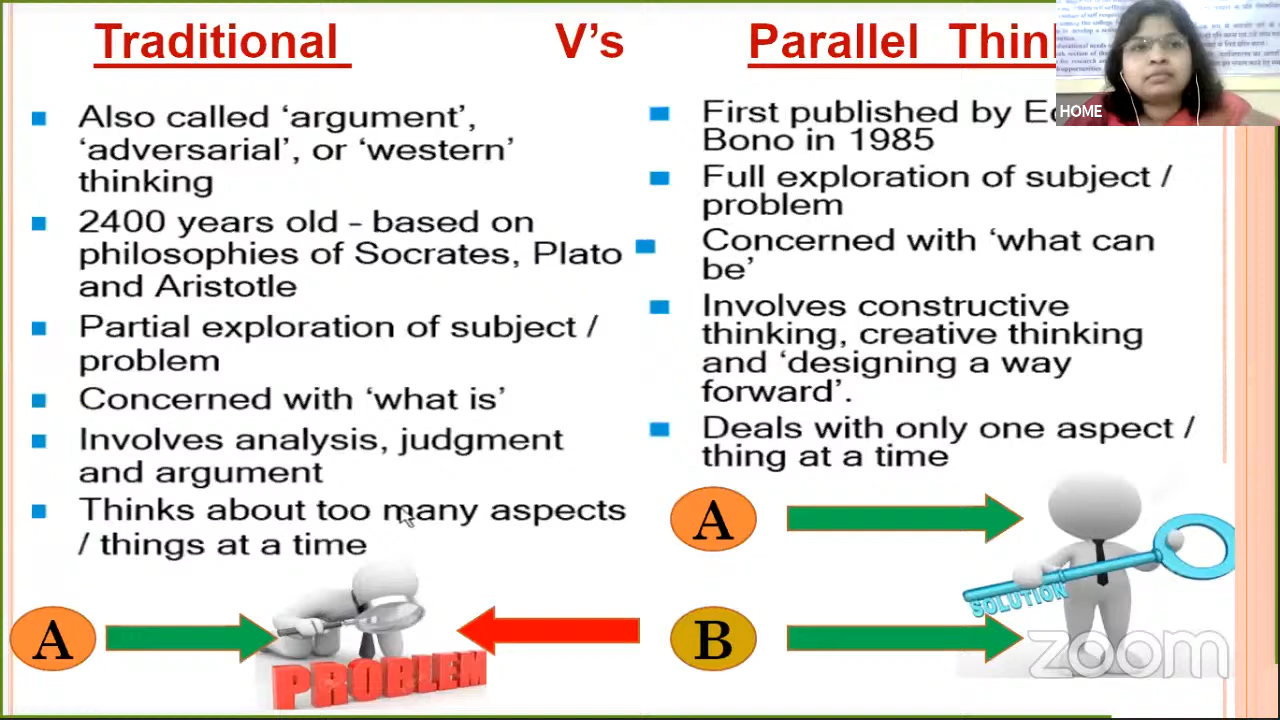 Traditional V's Parallel Thin
Also called ‘argument’,
‘adversarial’, or ‘western’
thinking
2400 years old - based on
philosophies of Socrates, Plato
and Aristotle
Partial exploration of subject /
problem
Concerned with ‘what is’
Involves analysis, judgment
and argument
Thinks about too many aspects
/ things at a time
First published by
Bono in 1985
Full exploration of subject /
problem
Concerned with ‘what can
be’
Involves constructive
thinking, creative thinking
and ‘designing a way
forward’.
Deals with only one aspect /
thing at a time
A
B
SOLUTION
A
PROBLEM
HOME
zoom